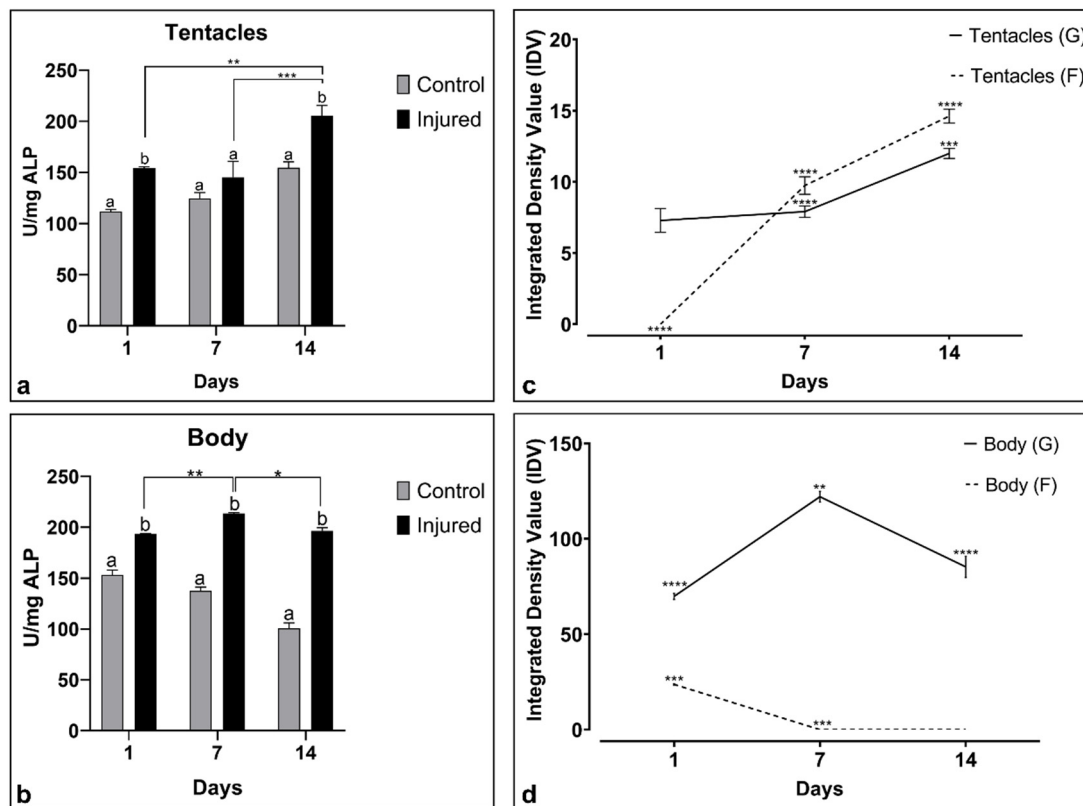 Tentacles
U/mg ALP
250
200
150
100
50
0
**
***
a
b
a
a
a
b
Control
Injured
1
7
14
Days
a
Integrated Density Value (IDV)
20
15
10
5
0
Tentacles (G)
Tentacles (F)
****
****
****
****
***
1
7
14
Days
c
Body
U/mg ALP
250
200
150
100
50
0
**
*
a
b
a
b
a
b
Control
Injured
1
7
14
Days
b
Integrated Density Value (IDV)
150
100
50
0
Body (G)
Body (F)
****
**
****
***
***
1
7
14
Days
d